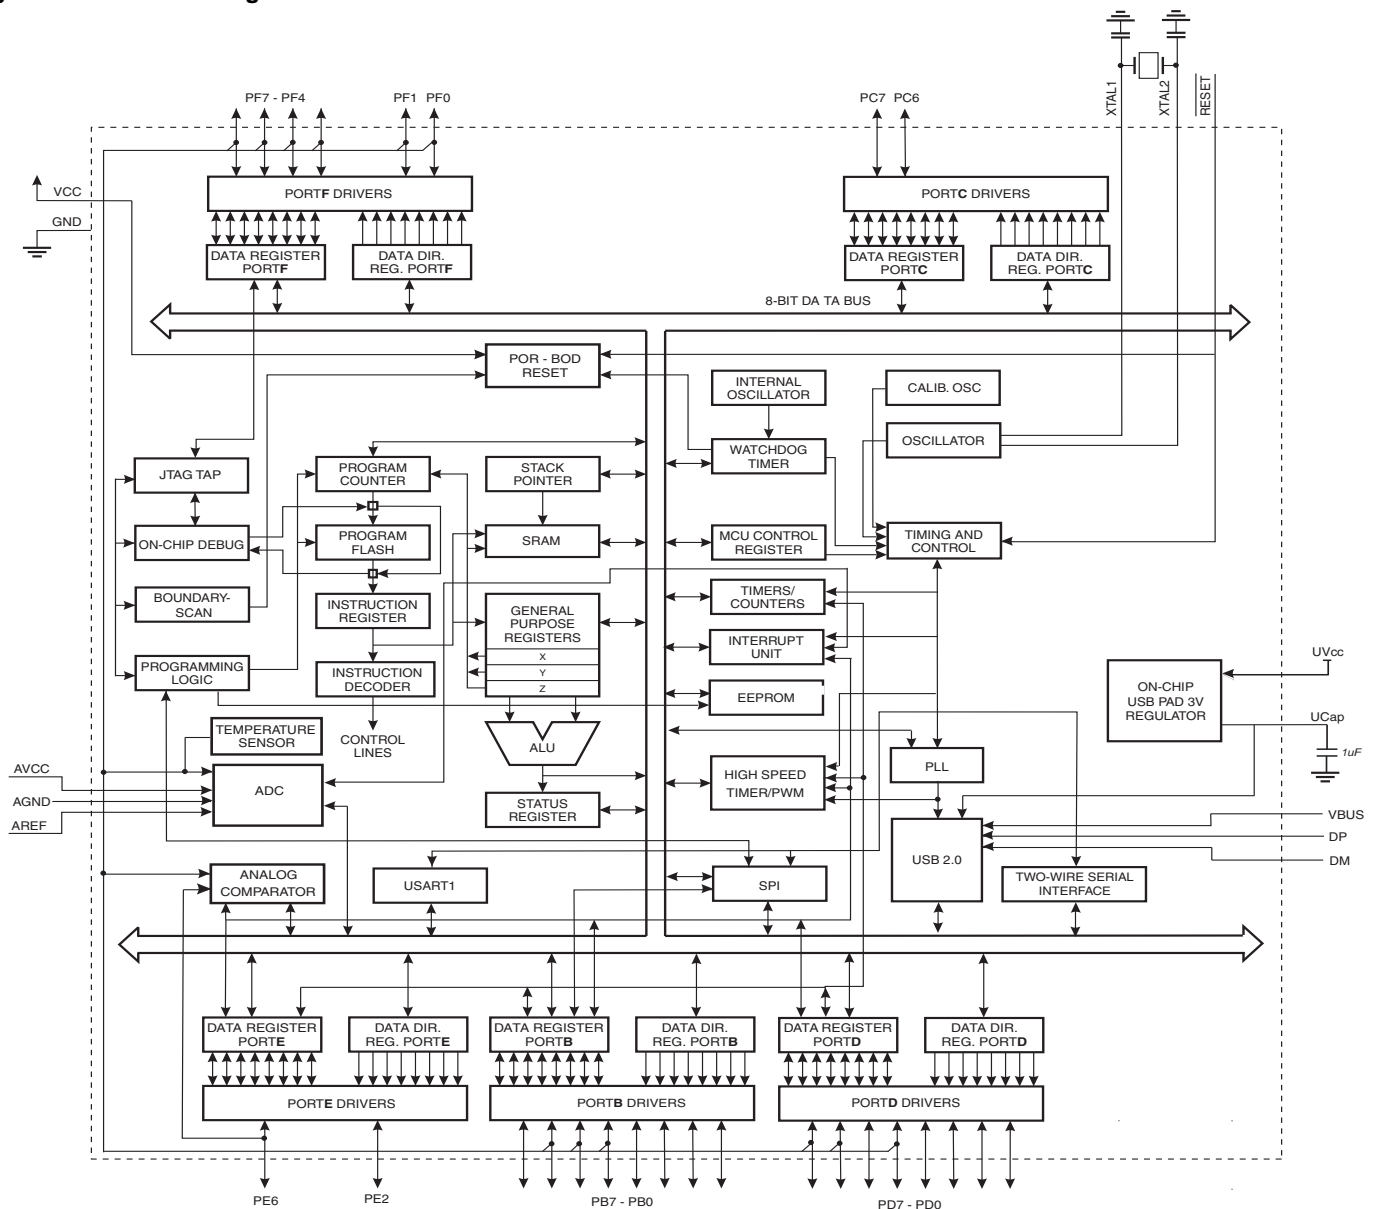 g
XTAL1
XTAL2
RESET
PF7 - PF4
PF1
PF0
PC7
PC6
VCC
GND
PORTF DRIVERS
PORTC DRIVERS
DATA REGISTER
PORTF
DATA DIR.
REG. PORTF
DATA REGISTER
PORTC
DATA DIR.
REG. PORTC
8-BIT DA TA BUS
POR - BOD
RESET
INTERNAL
OSCILLATOR
CALIB. OSC
OSCILLATOR
WATCHDOG
TIMER
JTAG TAP
PROGRAM
COUNTER
STACK
POINTER
ON-CHIP DEBUG
PROGRAM
FLASH
SRAM
MCU CONTROL
REGISTER
TIMING AND
CONTROL
BOUNDARY-
SCAN
INSTRUCTION
REGISTER
GENERAL
PURPOSE
REGISTERS
X
Y
Z
TIMERS/
COUNTERS
INTERRUPT
UNIT
PROGRAMMING
LOGIC
INSTRUCTION
DECODER
EEPROM
ON-CHIP
USB PAD 3V
REGULATOR
UVcc
UCap
1uF
TEMPERATURE
SENSOR
CONTROL
LINES
ALU
ADC
STATUS
REGISTER
HIGH SPEED
TIMER/PWM
PLL
AVCC
AGND
AREF
VBUS
DP
DM
ANALOG
COMPARATOR
USART1
SPI
USB 2.0
TWO-WIRE SERIAL
INTERFACE
DATA REGISTER
PORTE
DATA DIR.
REG. PORTE
DATA REGISTER
PORTB
DATA DIR.
REG. PORTB
DATA REGISTER
PORTD
DATA DIR.
REG. PORTD
PORTE DRIVERS
PORTB DRIVERS
PORTD DRIVERS
PE6
PE2
PB7 - PB0
PD7 - PD0